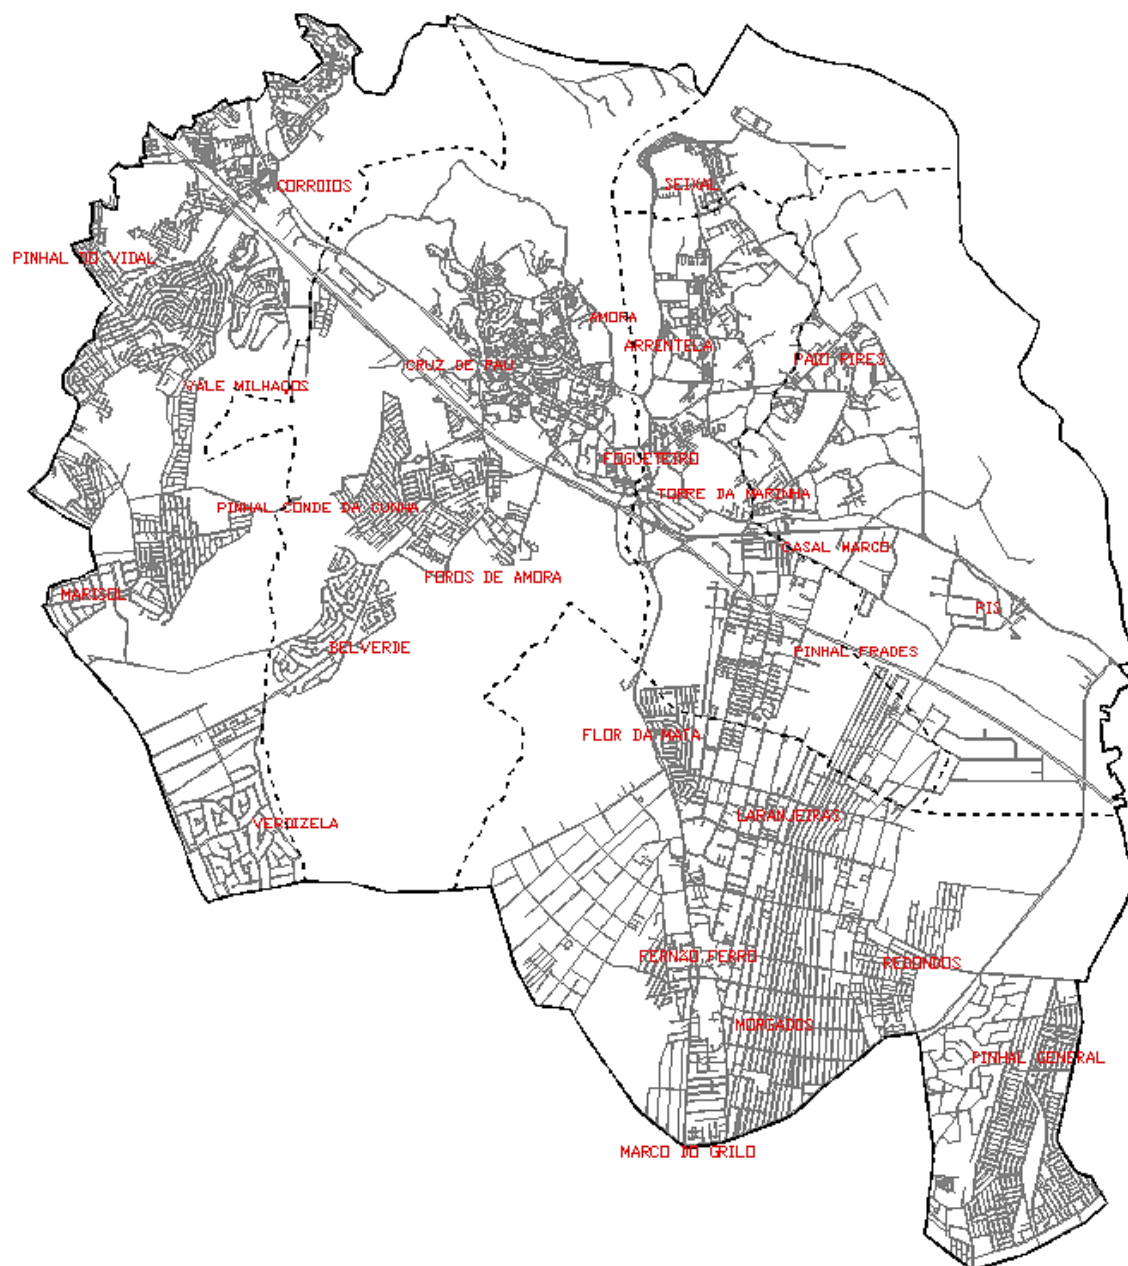 CORROIOS
SEIXAL
PINHAL DO VIDAL
AMORA
ARRENTELA
PAIO PIRES
CRUZ DE PAU
VALE MILHAÇOS
FOGUETEIRO
TORRE DA MARINHA
PINHAL CONDE DA CUNHA
CASAL MARCO
FOROS DE AMORA
MARISOL
PIS
BELVERDE
PINHAL FRADES
FLOR DA MATA
LARANJEIRAS
VERDIZELA
FERNÃO FERRO
REDONDOS
MORGADOS
PINHAL GENERAL
MARCO DO GRILO